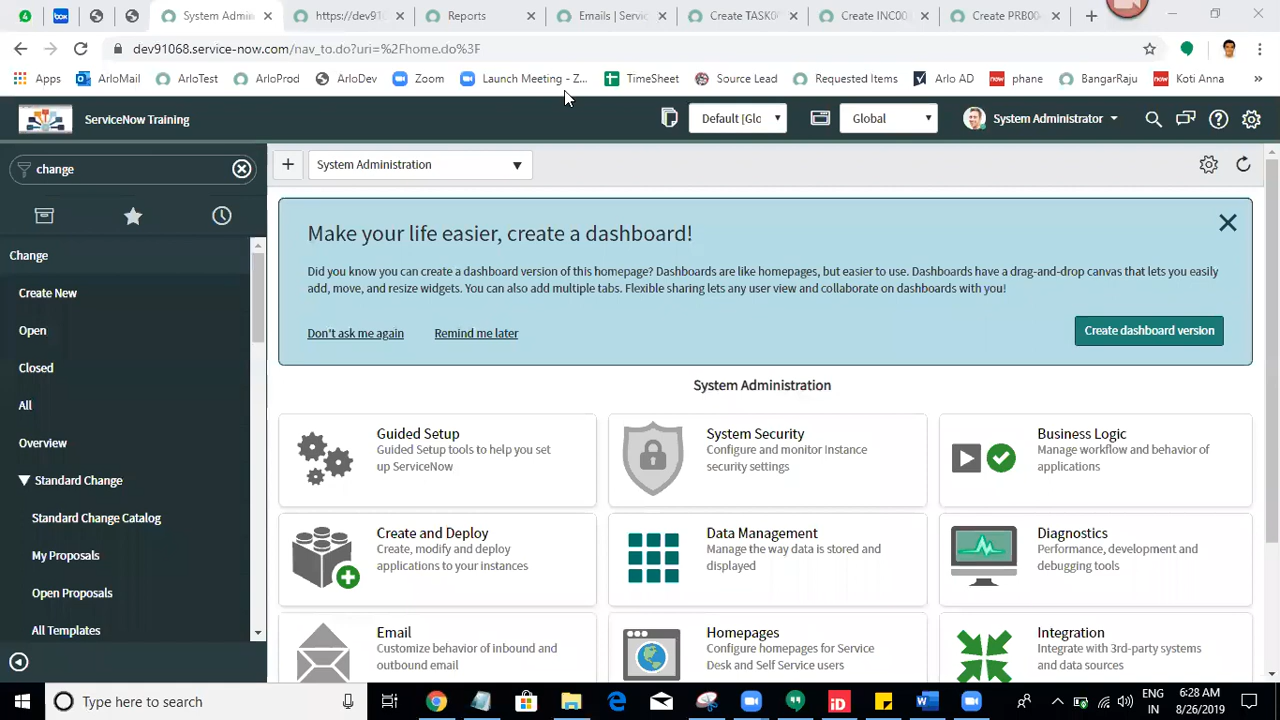 4
System Admin
https://dev91
Report
Emails | Servic
Create TASK0
Create INC00
Create PRB00
dev91068.service-now.com/nav_to.do?uri=%2Fhome.do%3F
Apps
ArloMail
ArloTest
ArloProd
ArloDev
Zoom
Launch Meeting - Z...
TimeSheet
Source Lead
Requested Items
Arlo AD
now phane
BangarRaju
now Koti Anna
ServiceNow Training
Default [Glo
Global
System Administrator
change
System Administration
Make your life easier, create a dashboard!
Did you know you can create a dashboard version of this homepage? Dashboards are like homepages, but easier to use. Dashboards have a drag-and-drop canvas that lets you easily
add, move, and resize widgets. You can also add multiple tabs. Flexible sharing lets any user view and collaborate on dashboards with you!
Don't ask me again
Remind me later
Create dashboard version
Change
Create New
Open
Closed
All
Overview
Standard Change
Standard Change Catalog
My Proposals
Open Proposals
All Templates
System Administration
Guided Setup
Guided Setup tools to help you set
up ServiceNow
System Security
Configure and monitor instance
security settings
Business Logic
Manage workflow and behavior of
applications
Create and Deploy
Create, modify and deploy
applications to your instances
Data Management
Manage the way data is stored and
displayed
Diagnostics
Performance, development and
debugging tools
Email
Customize behavior of inbound and
outbound email
Homepages
Configure homepages for Service
Desk and Self Service users
Integration
Integrate with 3rd-party systems
and data sources
Type here to search
ENG
IN
6:28 AM
8/26/2019